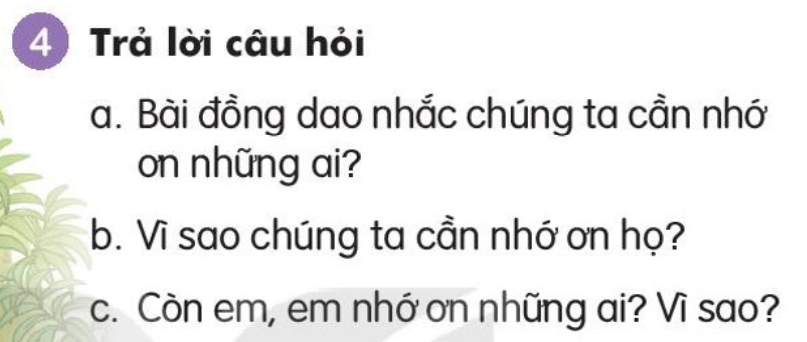 4 Trả lời câu hỏi
a. Bài đồng dao nhắc chúng ta cần nhớ
ơn những ai?
b. Vì sao chúng ta cần nhớ ơn họ?
c. Còn em, em nhớ ơn những ai? Vì sao?